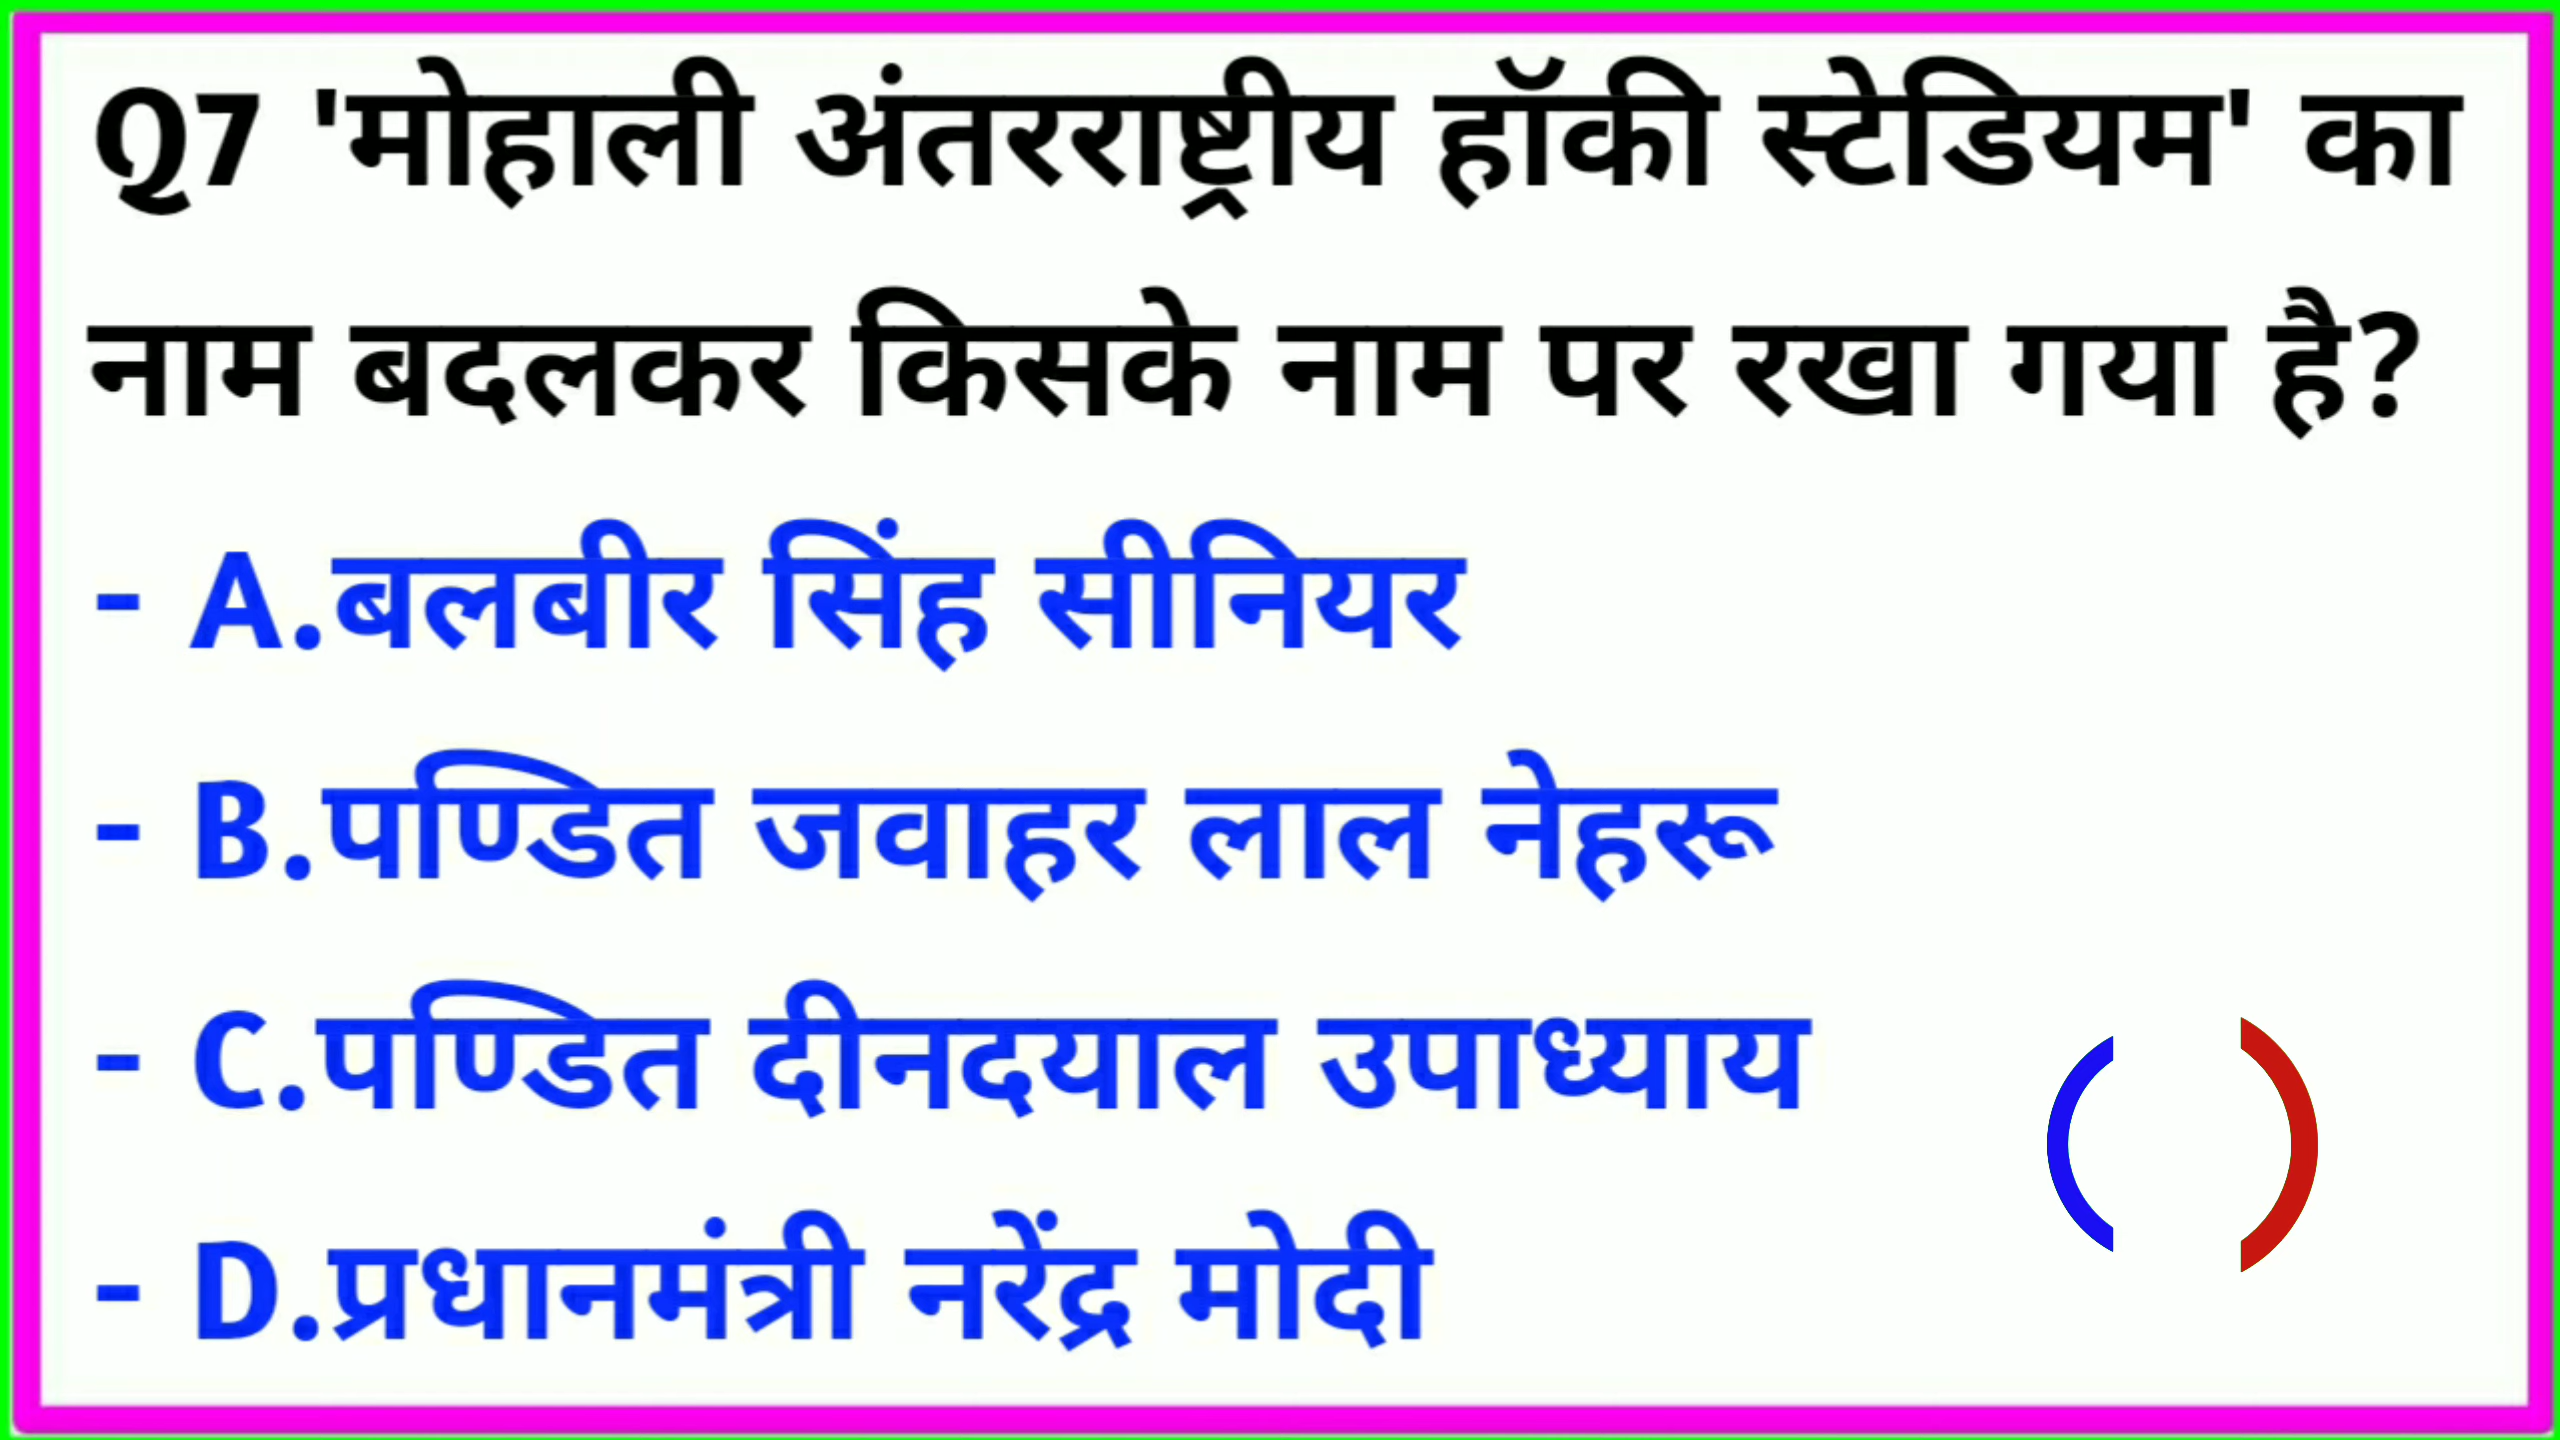 Q7 'मोहाली अंतरराष्ट्रीय हॉकी स्टेडियम' का
नाम बदलकर किसके नाम पर रखा गया है?
- A.बलबीर सिंह सीनियर
- B.पण्डित जवाहर लाल नेहरू
- C.पण्डित दीनदयाल उपाध्याय
- D.प्रधानमंत्री नरेंद्र मोदी